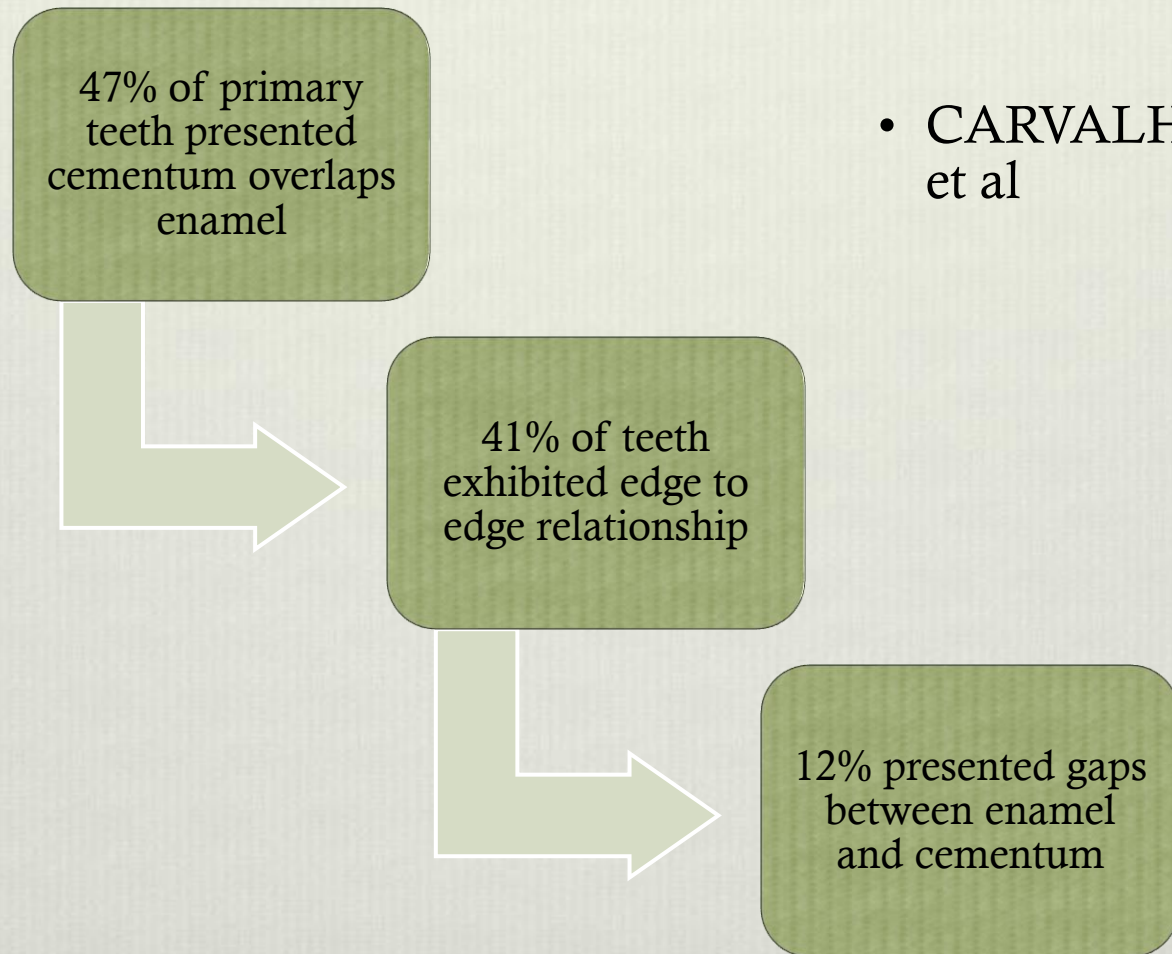 47% of primary
teeth presented
cementum overlaps
enamel
• CARVALH
et al
41% of teeth
exhibited edge to
edge relationship
12% presented gaps
between enamel
and cementum